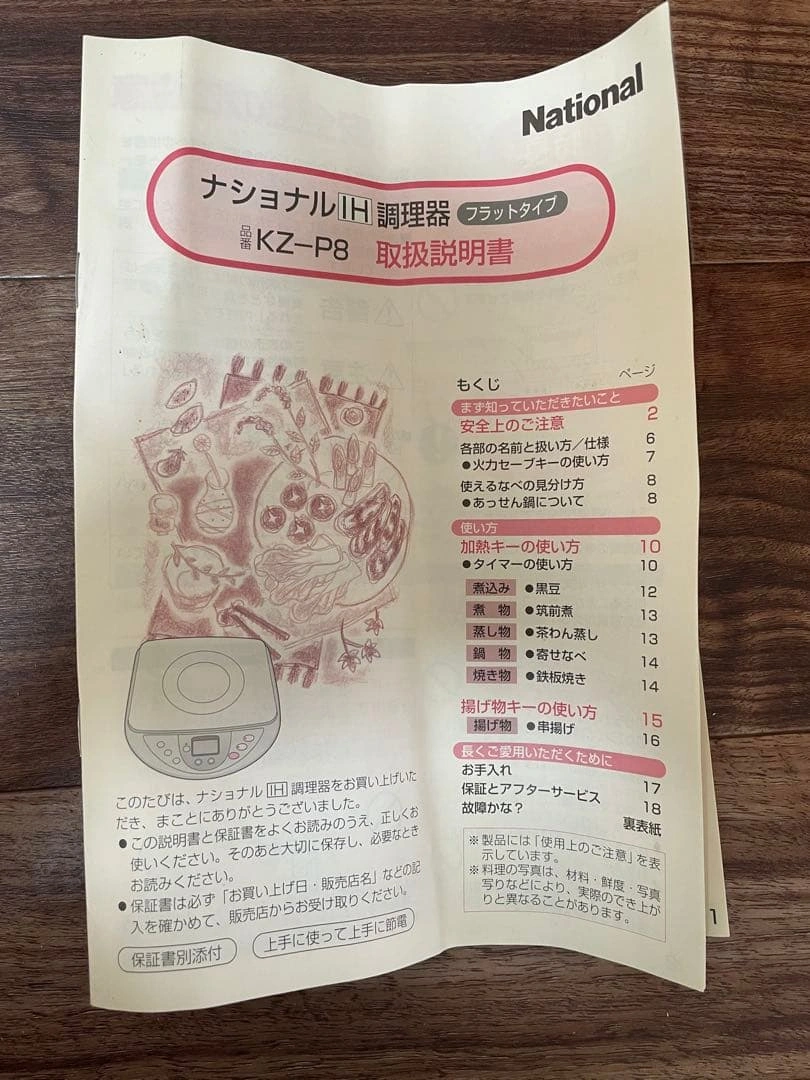 National
ナショナル IH 調理器 フラットタイプ
品番 KZ-P8 取扱説明書
もくじ ページ
まず知っていただきたいこと
安全上のご注意 2
各部の名前と扱い方／仕様 6
●火力セーブキーの使い方 7
使えるなべの見分け方 8
●あっせん鍋について 8
使い方
加熱キーの使い方 10
●タイマーの使い方 10
煮込み ●黒豆 12
煮物 ●筑前煮 13
蒸し物 ●茶わん蒸し 13
鍋物 ●寄せなべ 14
焼き物 ●鉄板焼き 14
揚げ物キーの使い方 15
揚げ物 ●串揚げ 16
長くご愛用いただくために
お手入れ 17
保証とアフターサービス 18
故障かな？ 裏表紙
※製品には「使用上のご注意」を表
示しています。
※料理の写真は、材料・鮮度・写真
写りなどにより、実際のでき上が
りと異なることがあります。
このたびは、ナショナル IH 調理器をお買い上げいた
だき、まことにありがとうございました。
●この説明書と保証書をよくお読みのうえ、正しくお
使いください。そのあと大切に保存し、必要なとき
お読みください。
●保証書は必ず「お買い上げ日・販売店名」などの記
入を確かめて、販売店からお受け取りください。
保証書別添付
上手に使って上手に節電
1